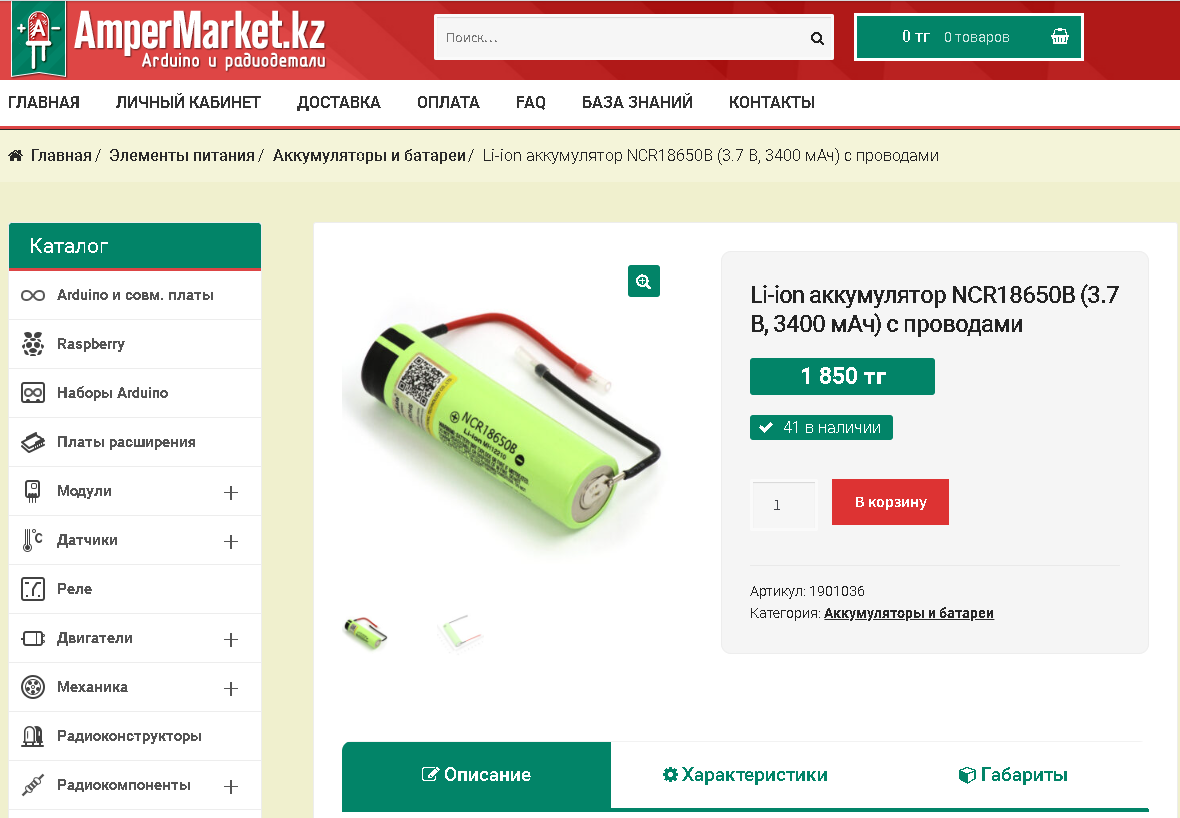 AmperMarket.kz
Arduino и радиодетали
Поиск…
0 тг 0 товаров
ГЛАВНАЯ ЛИЧНЫЙ КАБИНЕТ ДОСТАВКА ОПЛАТА FAQ БАЗА ЗНАНИЙ КОНТАКТЫ
Главная / Элементы питания / Аккумуляторы и батареи / Li-ion аккумулятор NCR18650B (3.7 В, 3400 мАч) с проводами
Каталог
Arduino и совм. платы
Raspberry
Наборы Arduino
Платы расширения
Модули
Датчики
Реле
Двигатели
Механика
Радиоконструкторы
Радиокомпоненты
NCR18650B
Li-ion MH12210
Li-ion аккумулятор NCR18650B (3.7
В, 3400 мАч) с проводами
1 850 тг
41 в наличии
1
В корзину
Артикул: 1901036
Категория: Аккумуляторы и батареи
Описание Характеристики Габариты